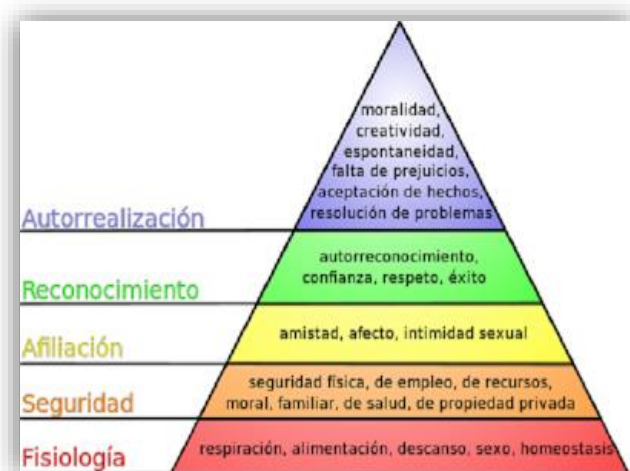 moralidad,
creatividad,
espontaneidad,
falta de prejuicios,
aceptación de hechos,
resolución de problemas
Autorrealización
autorreconocimiento,
confianza, respeto, éxito
Reconocimiento
amistad, afecto, intimidad sexual
Afiliación
seguridad física, de empleo, de recursos,
moral, familiar, de salud, de propiedad privada
Seguridad
respiración, alimentación, descanso, sexo, homeostasis
Fisiología